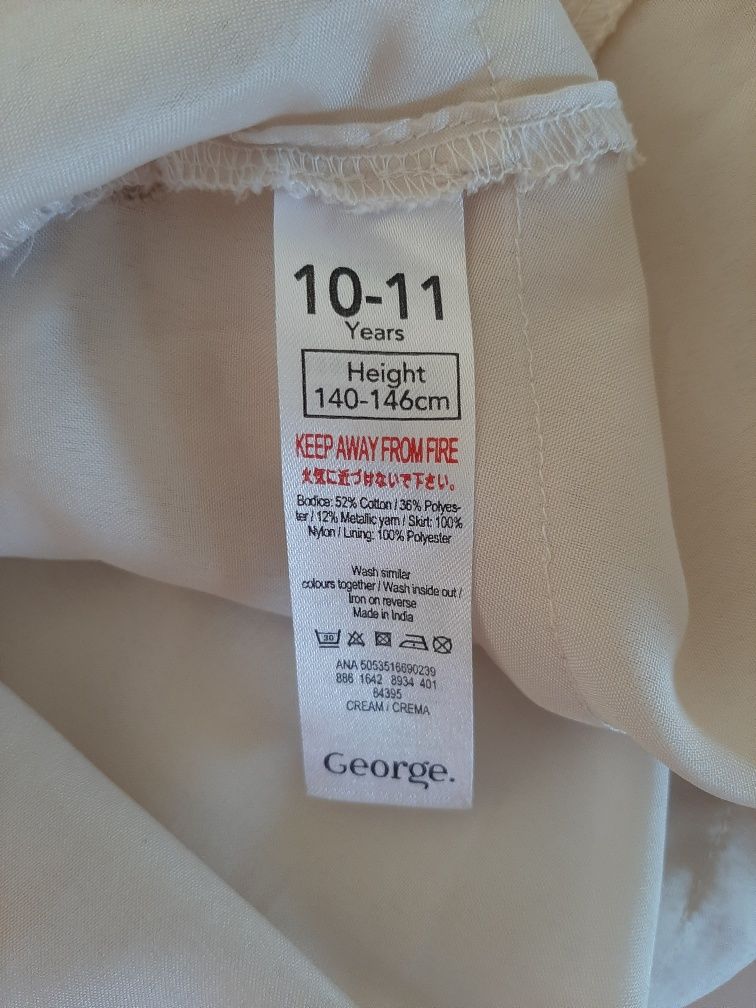 10-11
Years
Height
140-146cm
KEEP AWAY FROM FIRE
火気に近づけないで下さい。
Bodice: 52% Cotton / 36% Polyes-
ter / 12% Metallic yarn / Skirt: 100%
Nylon / Lining: 100% Polyester
Wash similar
colours together / Wash inside out /
Iron on reverse
Made in India
30
ANA 5053516690239
886 1642 8934 401
64395
CREAM / CREMA
George.